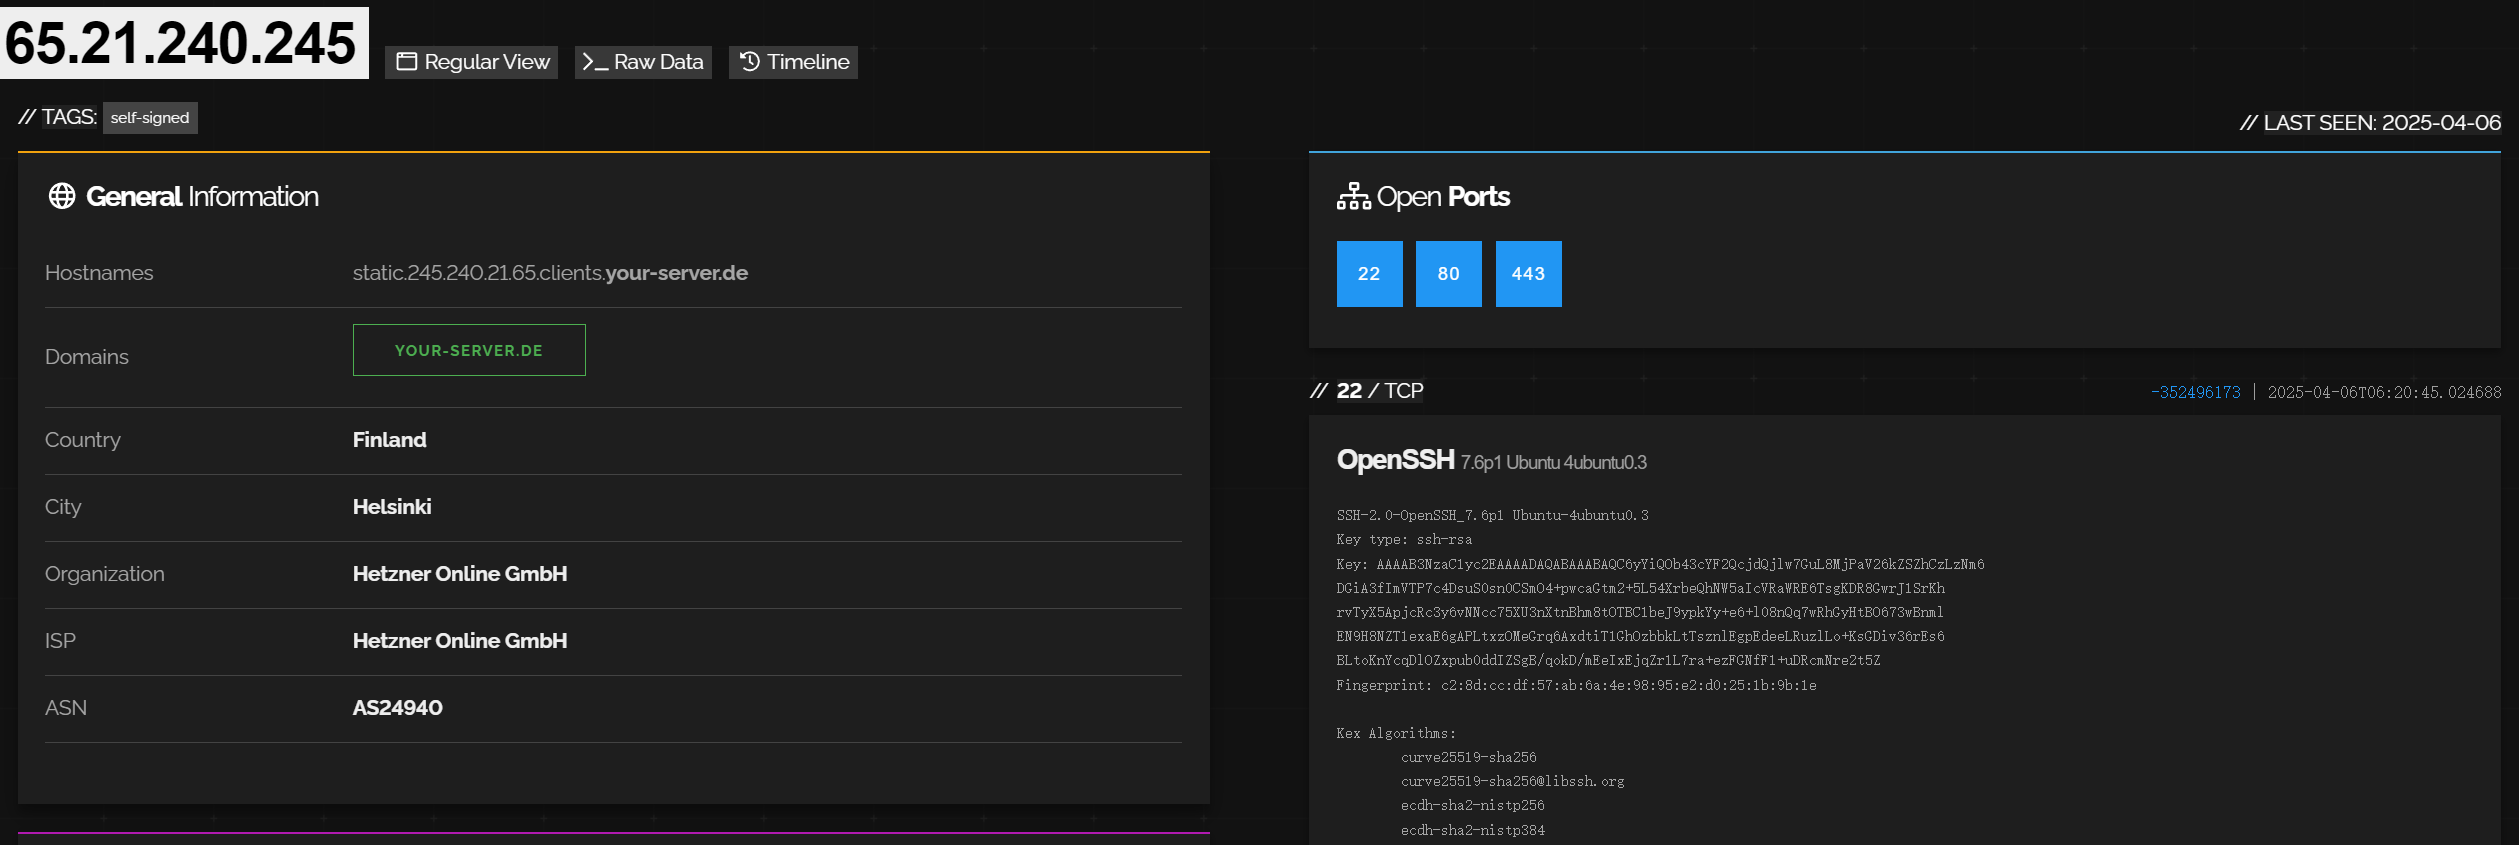 65.21.240.245
Regular View
Raw Data
Timeline
// TAGS: self-signed
// LAST SEEN: 2025-04-06
General Information
Hostnames static.245.240.21.65.clients.your-server.de
Domains YOUR-SERVER.DE
Country Finland
City Helsinki
Organization Hetzner Online GmbH
ISP Hetzner Online GmbH
ASN AS24940
Open Ports
22 80 443
// 22 / TCP
-352496173 | 2025-04-06T06:20:45.024688
OpenSSH 7.6p1 Ubuntu 4ubuntu0.3
SSH-2.0-OpenSSH_7.6p1 Ubuntu-4ubuntu0.3
Key type: ssh-rsa
Key: AAAAB3NzaC1yc2EAAAADAQABAAABAQC6yYiQOb43cYF2QcjdQjlw7GuL8MjPaV26kZSZhCzLzNm6
DGiA3fImVTP7c4DsuS0sn0CSmO4+pwcaGtm2+5L54XrbeQhNW5aIcVRaWRE6TsgKDR8GwrJ1SrKh
rvTyX5ApjcRc3y6vNNcc75XU3nXtnBhm8tOTBC1beJ9ypkYy+e6+l08nQq7wRhGyHtBO673wBnml
EN9H8NZT1exaE6gAPLtxzOMeGrq6AxdtiT1GhOzbbkLtTsznlEgpEdeeLRuzlLo+KsGDiv36rEs6
BLtoKnYcqDlOZxpub0ddIZSgB/qokD/mEeIxEjqZr1L7ra+ezFGNfF1+uDRcmNre2t5Z
Fingerprint: c2:8d:cc:df:57:ab:6a:4e:98:95:e2:d0:25:1b:9b:1e
Kex Algorithms:
curve25519-sha256
curve25519-sha256@libssh.org
ecdh-sha2-nistp256
ecdh-sha2-nistp384